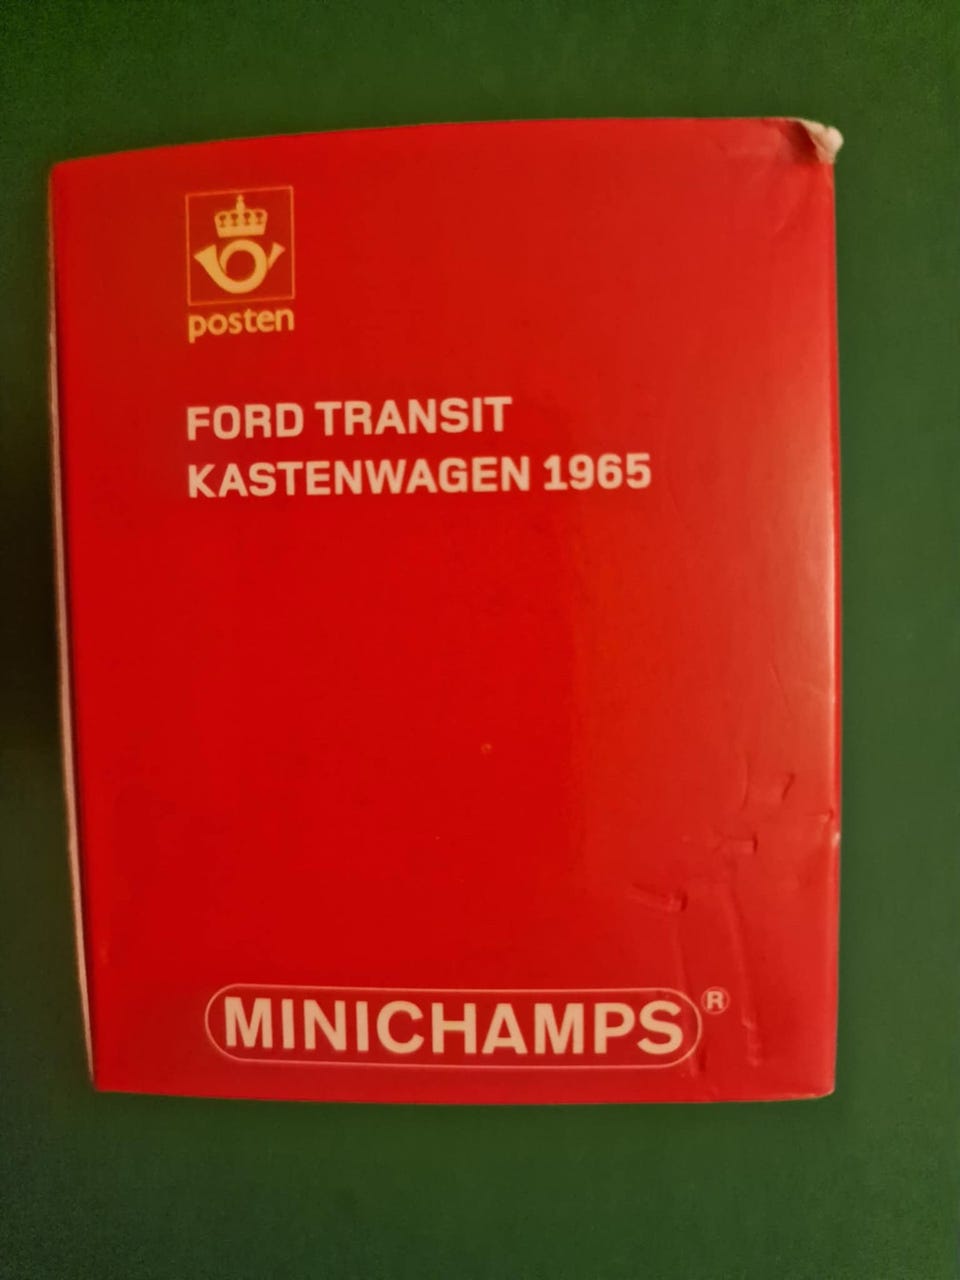 posten
FORD TRANSIT
KASTENWAGEN 1965
MINICHAMPS®